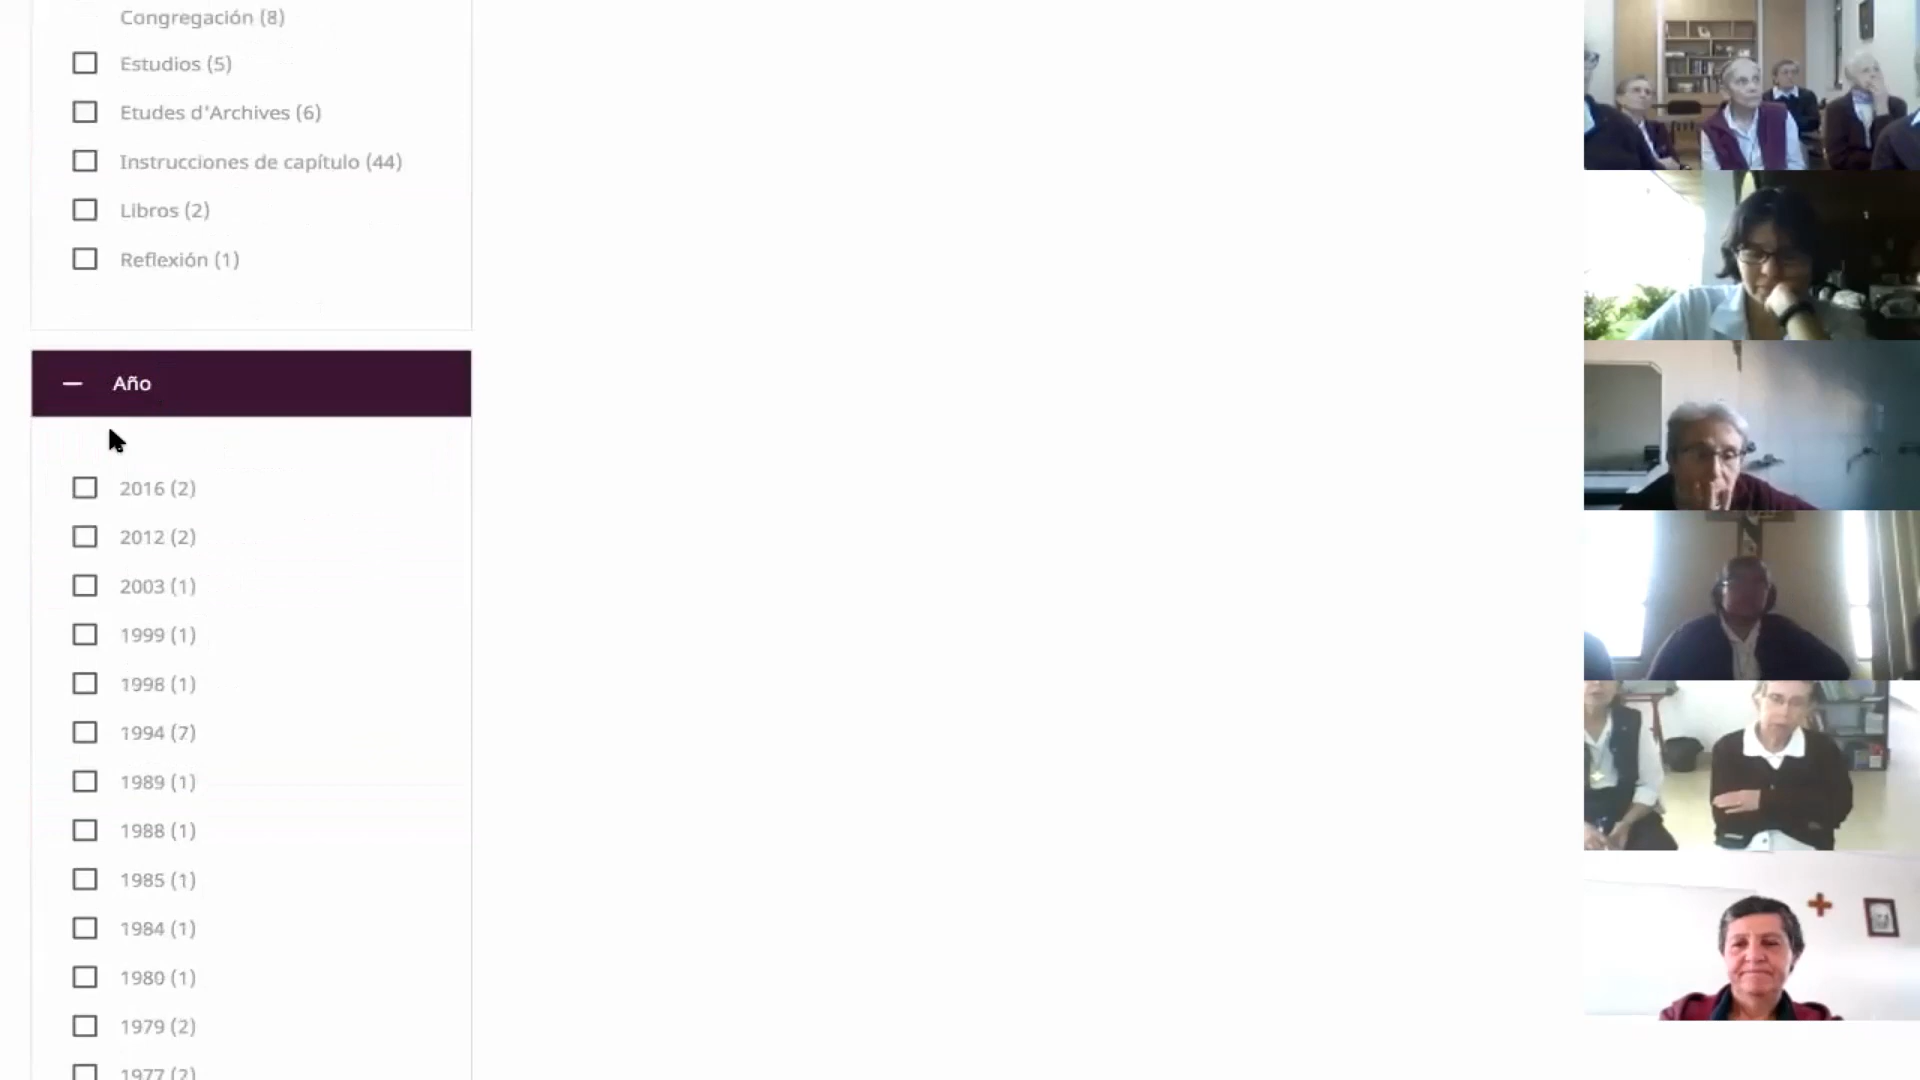 Congregación (8)
Estudios (5)
Etudes d'Archives (6)
Instrucciones de capítulo (44)
Libros (2)
Reflexión (1)
Año
2016 (2)
2012 (2)
2003 (1)
1999 (1)
1998 (1)
1994 (7)
1989 (1)
1988 (1)
1985 (1)
1984 (1)
1980 (1)
1979 (2)
1977 (2)